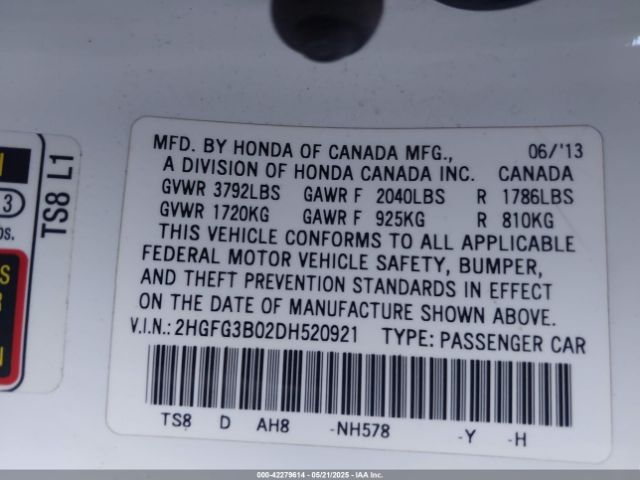 MFD. BY HONDA OF CANADA MFG., 06/'13
A DIVISION OF HONDA CANADA INC. CANADA
GVWR 3792LBS GAWR F 2040LBS R 1786LBS
GVWR 1720KG GAWR F 925KG R 810KG
THIS VEHICLE CONFORMS TO ALL APPLICABLE
FEDERAL MOTOR VEHICLE SAFETY, BUMPER,
AND THEFT PREVENTION STANDARDS IN EFFECT
ON THE DATE OF MANUFACTURE SHOWN ABOVE.
V.I.N.: 2HGFG3B02DH520921 TYPE: PASSENGER CAR
TS8 D AH8 -NH578 -Y -H
TS8 L1
3
000-42279614 - 05/21/2025 - IAA Inc.